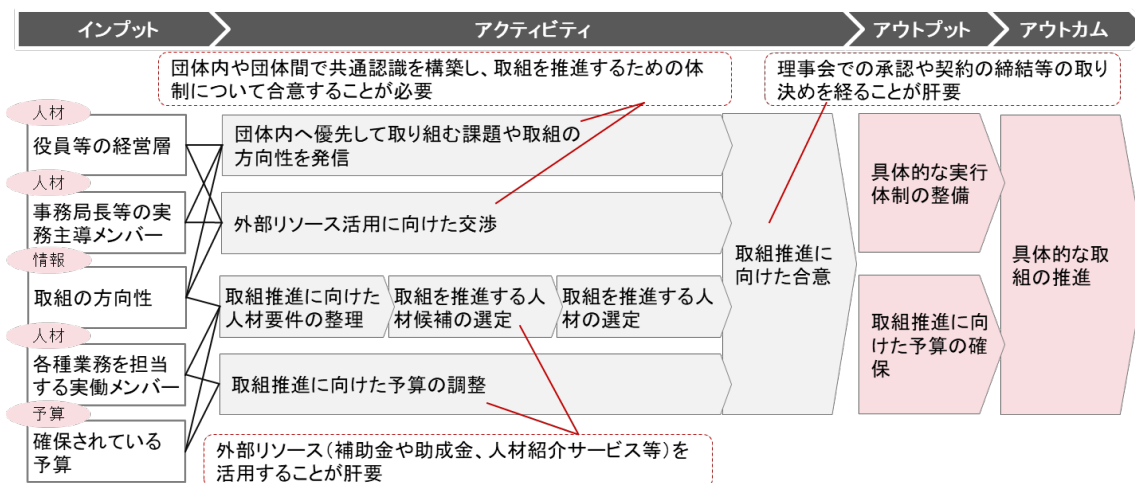 インプット
アクティビティ
アウトプット
アウトカム
団体内や団体間で共通認識を構築し、取組を推進するための体
制について合意することが必要
理事会での承認や契約の締結等の取り
決めを経ることが肝要
人材
役員等の経営層
人材
事務局長等の実
務主導メンバー
情報
取組の方向性
人材
各種業務を担当
する実働メンバー
予算
確保されている
予算
団体内へ優先して取り組む課題や取組の
方向性を発信
外部リソース活用に向けた交渉
取組推進に向けた
人材要件の整理
取組を推進する人
材候補の選定
取組を推進する人
材の選定
取組推進に向けた予算の調整
取組推進に
向けた合意
具体的な実行
体制の整備
取組推進に向
けた予算の確
保
具体的な取
組の推進
外部リソース(補助金や助成金、人材紹介サービス等)を
活用することが肝要